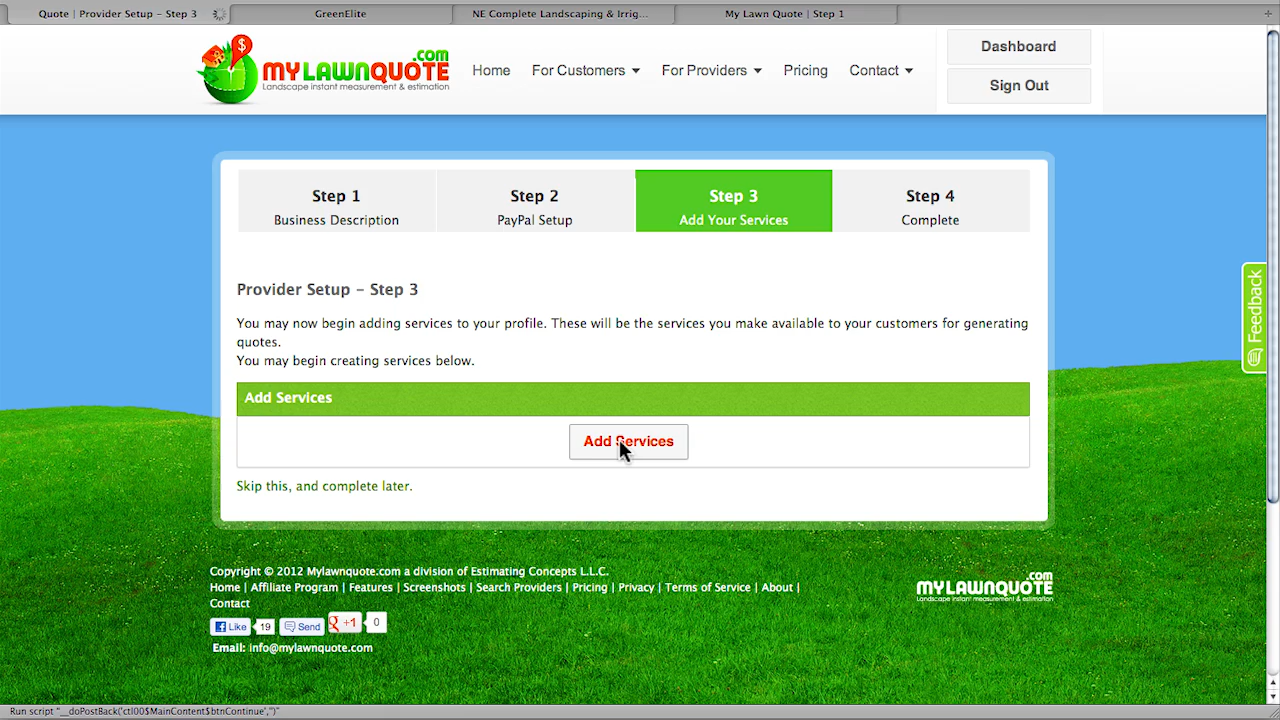 Quote | Provider Setup - Step 3
GreenElite
NE Complete Landscaping & Irrig...
My Lawn Quote | Step 1
MYLAWNQUOTE.com
Landscape instant measurement & estimation
Home
For Customers
For Providers
Pricing
Contact
Dashboard
Sign Out
Step 1
Business Description
Step 2
PayPal Setup
Step 3
Add Your Services
Step 4
Complete
Provider Setup - Step 3
You may now begin adding services to your profile. These will be the services you make available to your customers for generating
quotes.
You may begin creating services below.
Add Services
Add Services
Skip this, and complete later.
Feedback
Copyright © 2012 Mylawnquote.com a division of Estimating Concepts L.L.C.
Home | Affiliate Program | Features | Screenshots | Search Providers | Pricing | Privacy | Terms of Service | About |
Contact
MYLAWNQUOTE.com
Landscape instant measurement & estimation
Like 19 Send +1 0
Email: info@mylawnquote.com
Run script "__doPostBack('ctl00$MainContent$btnContinue','')"